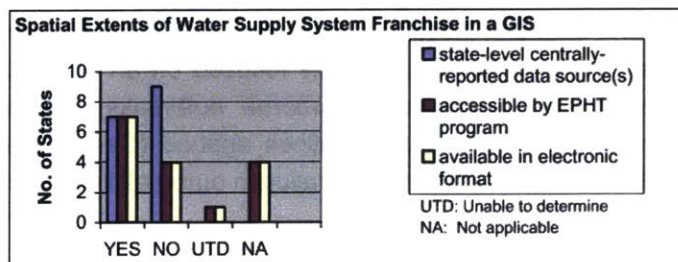 Spatial Extents of Water Supply System Franchise in a GIS
No. of States
10
8
6
4
2
0
YES NO UTD NA
state-level centrally-
reported data source(s)
accessible by EPHT
program
available in electronic
format
UTD: Unable to determine
NA: Not applicable